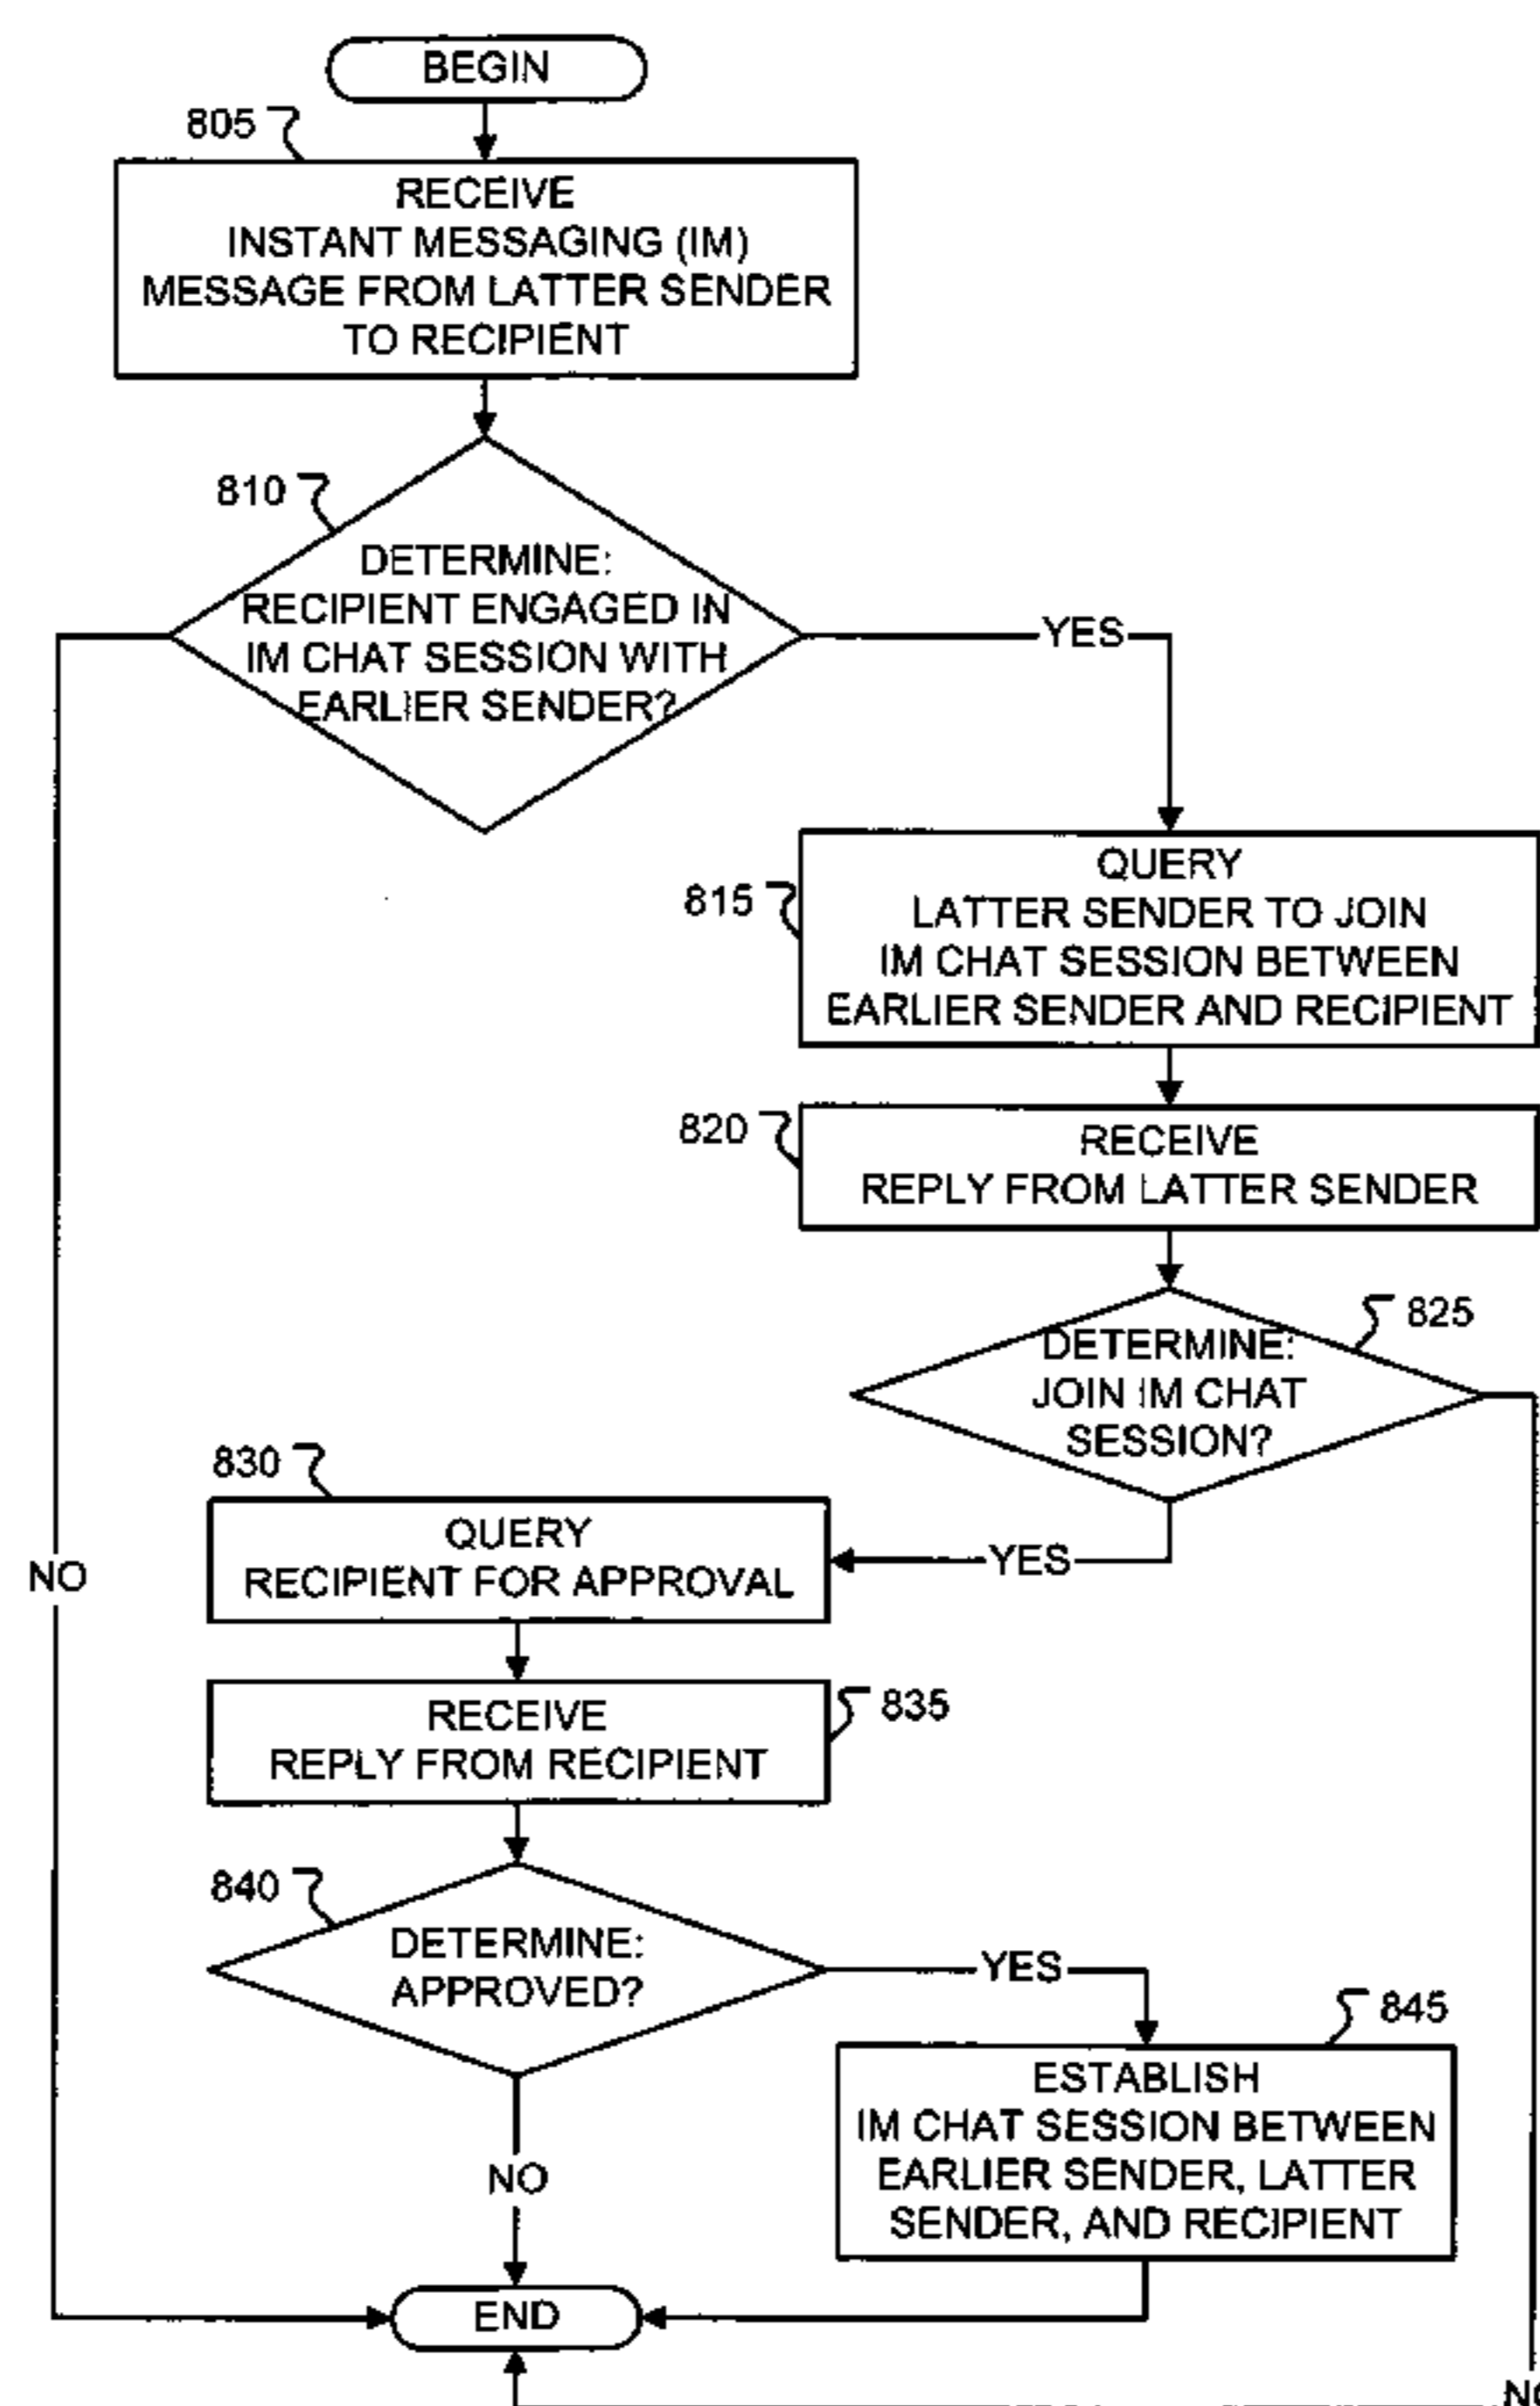 BEGIN
805
RECEIVE
INSTANT MESSAGING (IM)
MESSAGE FROM LATTER SENDER
TO RECIPIENT
810
DETERMINE:
RECIPIENT ENGAGED IN
IM CHAT SESSION WITH
EARLIER SENDER?
YES
815
QUERY
LATTER SENDER TO JOIN
IM CHAT SESSION BETWEEN
EARLIER SENDER AND RECIPIENT
820
RECEIVE
REPLY FROM LATTER SENDER
825
DETERMINE:
JOIN IM CHAT
SESSION?
YES
830
QUERY
RECIPIENT FOR APPROVAL
NO
835
RECEIVE
REPLY FROM RECIPIENT
840
DETERMINE:
APPROVED?
YES
845
ESTABLISH
IM CHAT SESSION BETWEEN
EARLIER SENDER, LATTER
SENDER, AND RECIPIENT
NO
END
NO